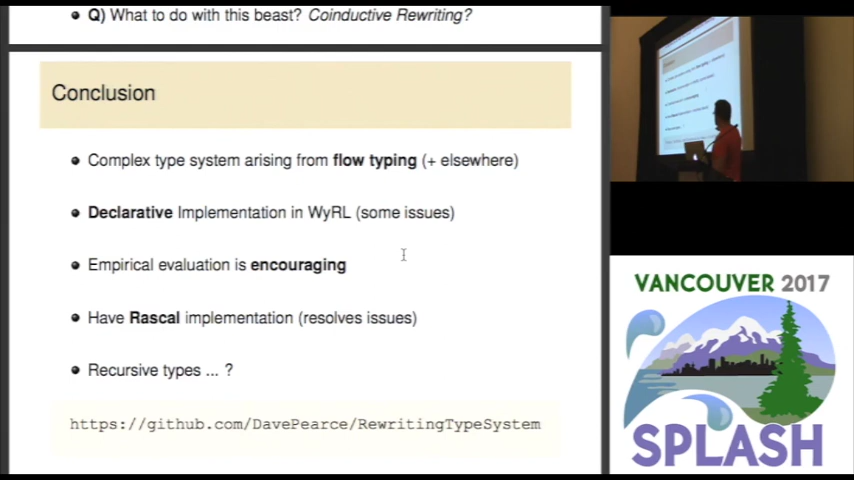 • Q) What to do with this beast? Coinductive Rewriting?
Conclusion
• Complex type system arising from flow typing (+ elsewhere)
• Declarative Implementation in WyRL (some issues)
• Empirical evaluation is encouraging
• Have Rascal implementation (resolves issues)
• Recursive types ... ?
https://github.com/DavePearce/RewritingTypeSystem
VANCOUVER 2017
SPLASH